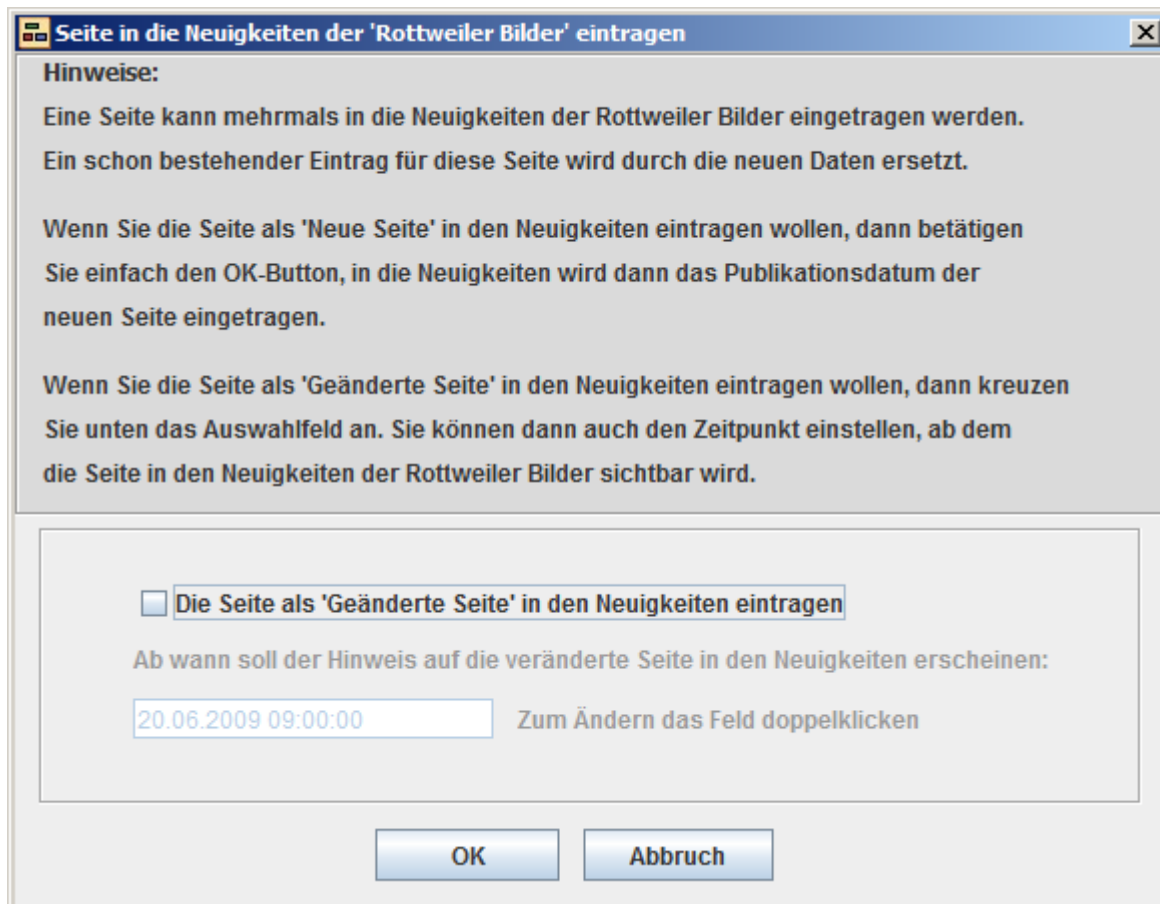 Seite in die Neuigkeiten der 'Rottweiler Bilder' eintragen
Hinweise:
Eine Seite kann mehrmals in die Neuigkeiten der Rottweiler Bilder eingetragen werden.
Ein schon bestehender Eintrag für diese Seite wird durch die neuen Daten ersetzt.
Wenn Sie die Seite als 'Neue Seite' in den Neuigkeiten eintragen wollen, dann betätigen
Sie einfach den OK-Button, in die Neuigkeiten wird dann das Publikationsdatum der
neuen Seite eingetragen.
Wenn Sie die Seite als 'Geänderte Seite' in den Neuigkeiten eintragen wollen, dann kreuzen
Sie unten das Auswahlfeld an. Sie können dann auch den Zeitpunkt einstellen, ab dem
die Seite in den Neuigkeiten der Rottweiler Bilder sichtbar wird.
Die Seite als 'Geänderte Seite' in den Neuigkeiten eintragen
Ab wann soll der Hinweis auf die veränderte Seite in den Neuigkeiten erscheinen:
20.06.2009 09:00:00 Zum Ändern das Feld doppelklicken
OK Abbruch